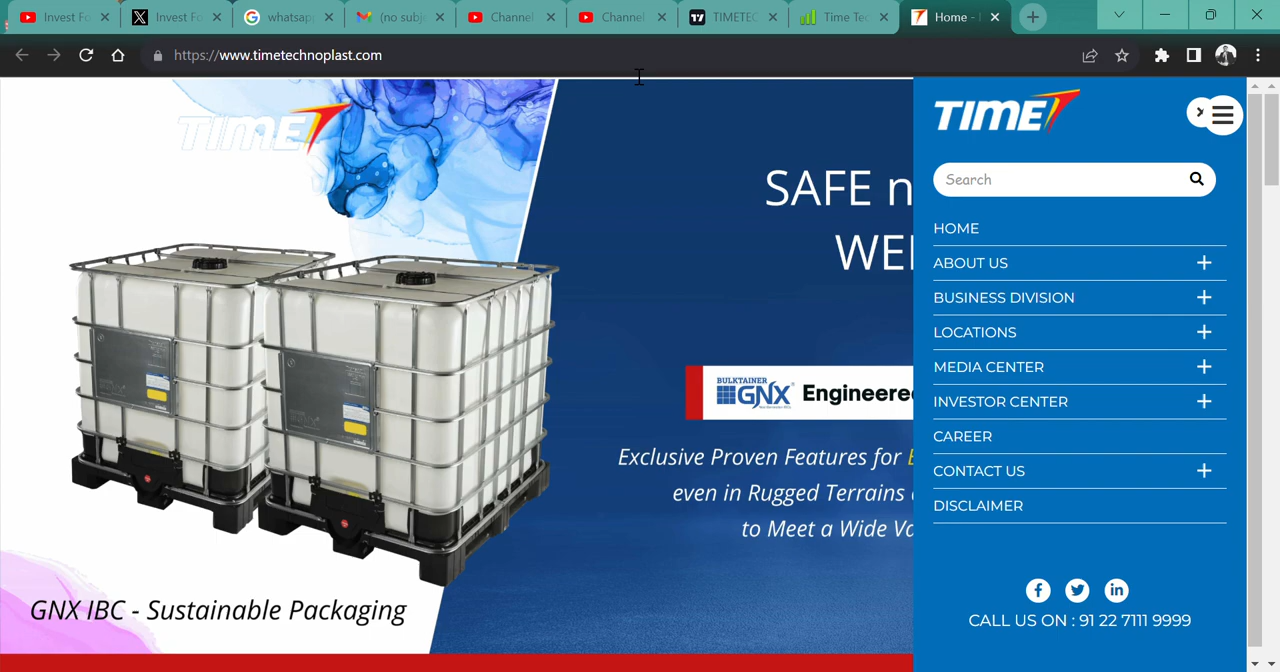 Invest Fo
Invest Fo
whatsap
(no subj
Channel
Channel
TIMETEC
Time Tec
Home -
https://www.timetechnoplast.com
TIME
TIME
Search
HOME
ABOUT US
BUSINESS DIVISION
LOCATIONS
MEDIA CENTER
INVESTOR CENTER
CAREER
CONTACT US
DISCLAIMER
CALL US ON : 91 22 7111 9999
SAFE n
WE
BULKTAINER
GNX
Engineere
Exclusive Proven Features for
even in Rugged Terrains
to Meet a Wide Va
GNX IBC - Sustainable Packaging